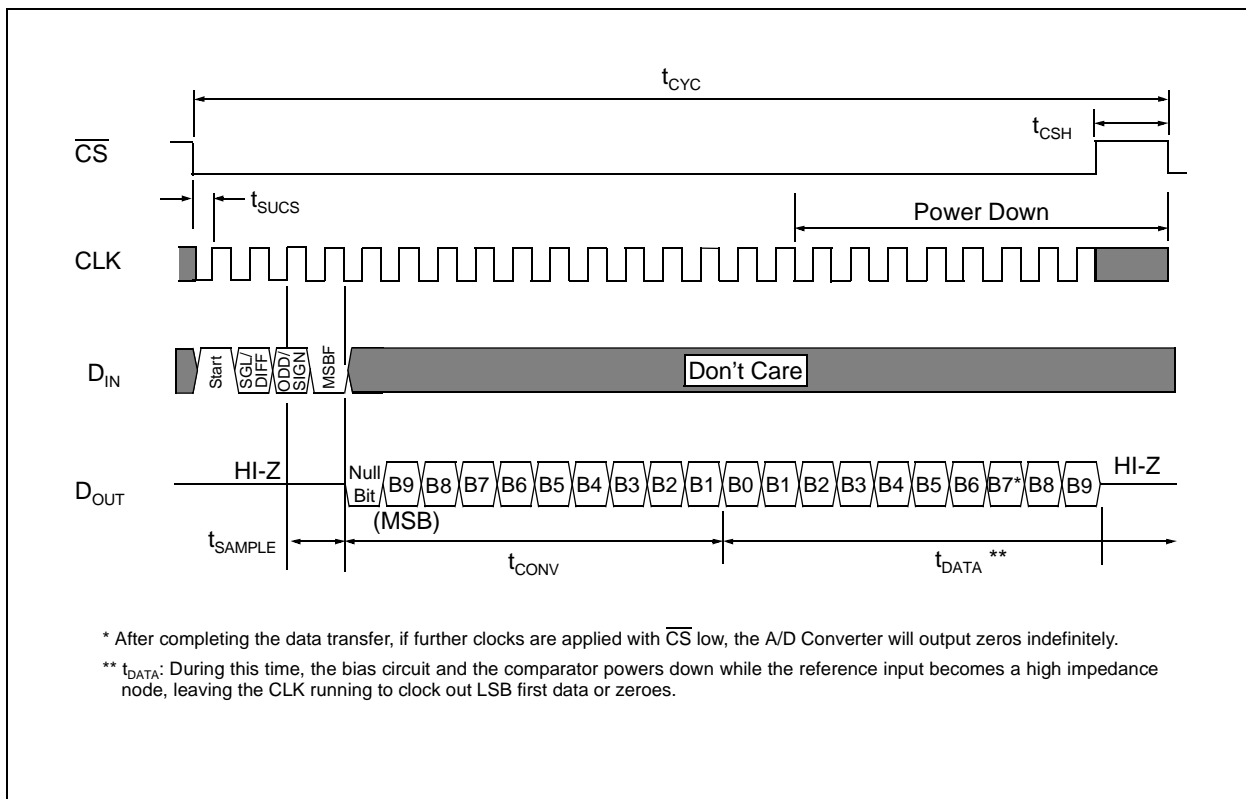 tCYC
tCSH
CS
tSUCS
Power Down
CLK
Start
SGL/
DIFF
ODD/
SIGN
MSBF
DIN
Don't Care
HI-Z
Null
Bit
B9 B8 B7 B6 B5 B4 B3 B2 B1 B0 B1 B2 B3 B4 B5 B6 B7* B8 B9
HI-Z
DOUT
(MSB)
tSAMPLE
tCONV
tDATA **
* After completing the data transfer, if further clocks are applied with CS low, the A/D Converter will output zeros indefinitely.
** tDATA: During this time, the bias circuit and the comparator powers down while the reference input becomes a high impedance
node, leaving the CLK running to clock out LSB first data or zeroes.